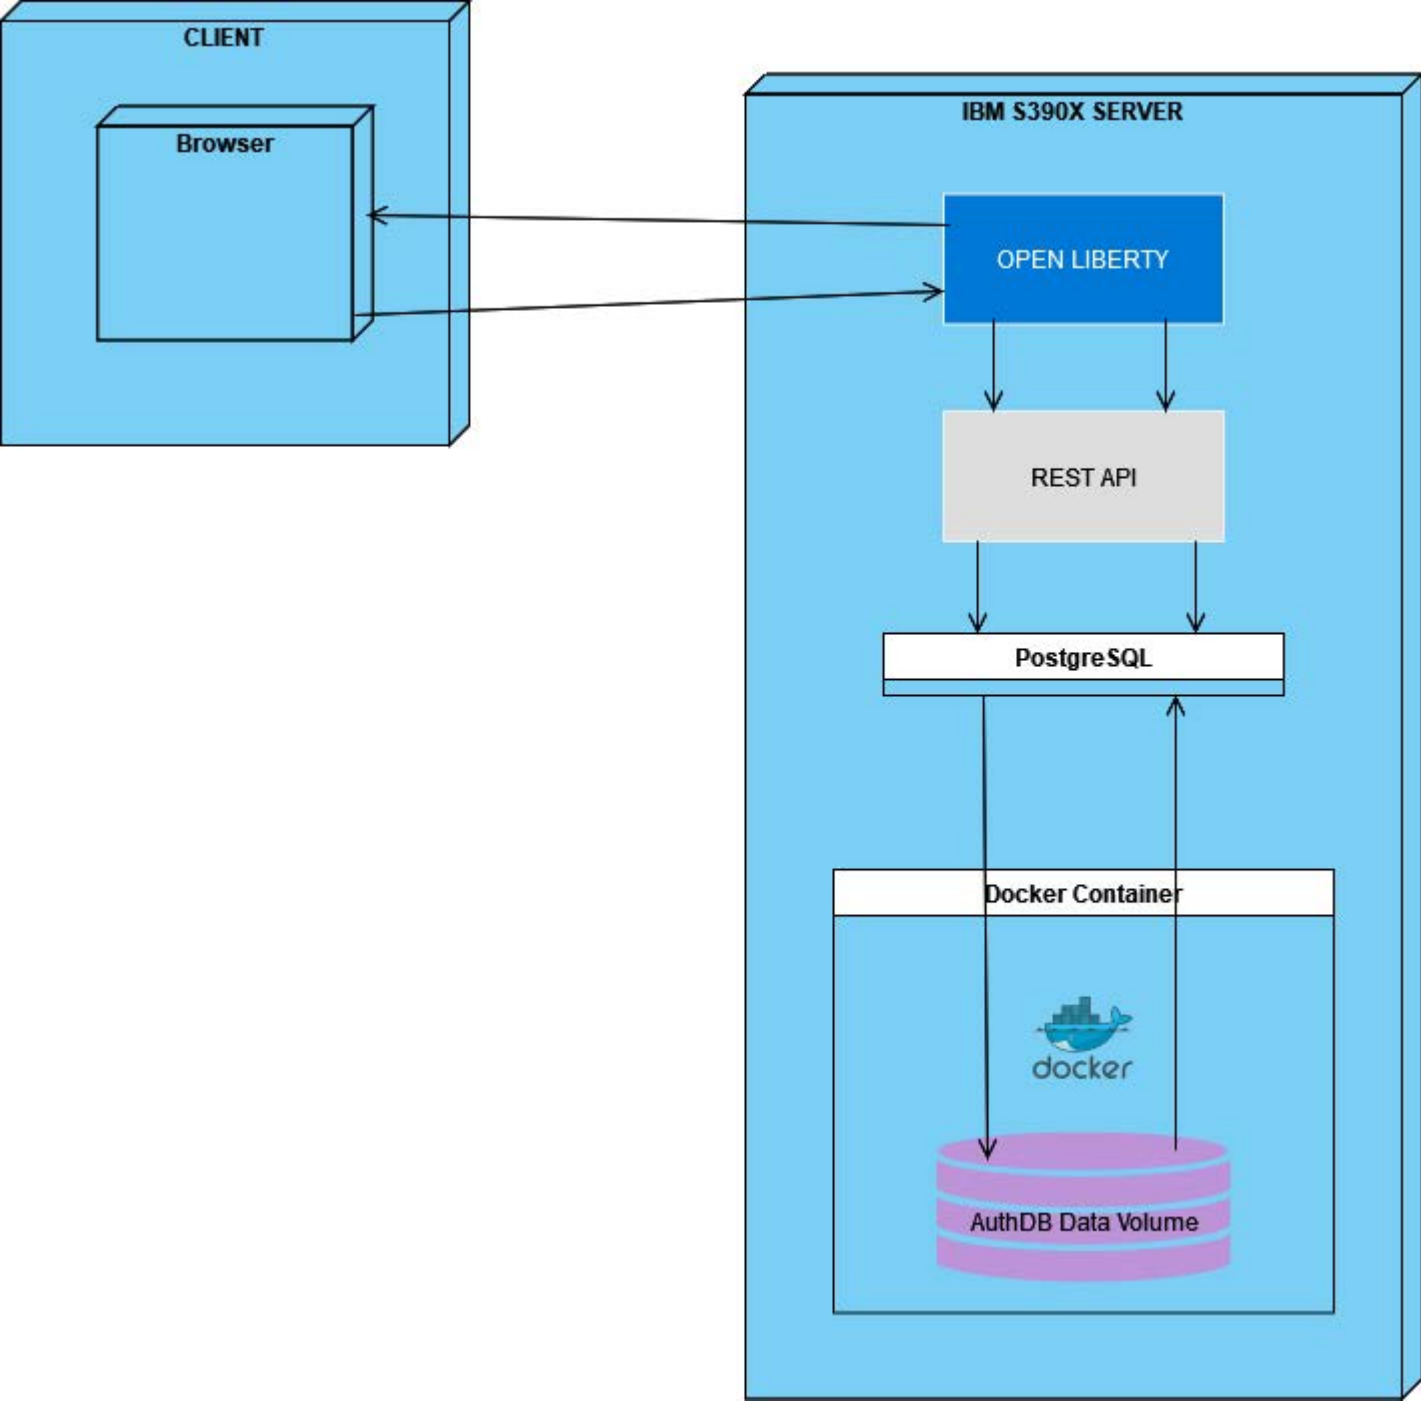 CLIENT
Browser
IBM S390X SERVER
OPEN LIBERTY
REST API
PostgreSQL
Docker Container
docker
AuthDB Data Volume